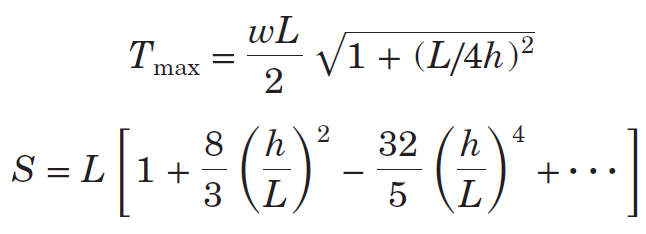 T_max = wL/2 √1 + (L/4h)²
S = L [1 + 8/3 (h/L)² − 32/5 (h/L)⁴ + ···]